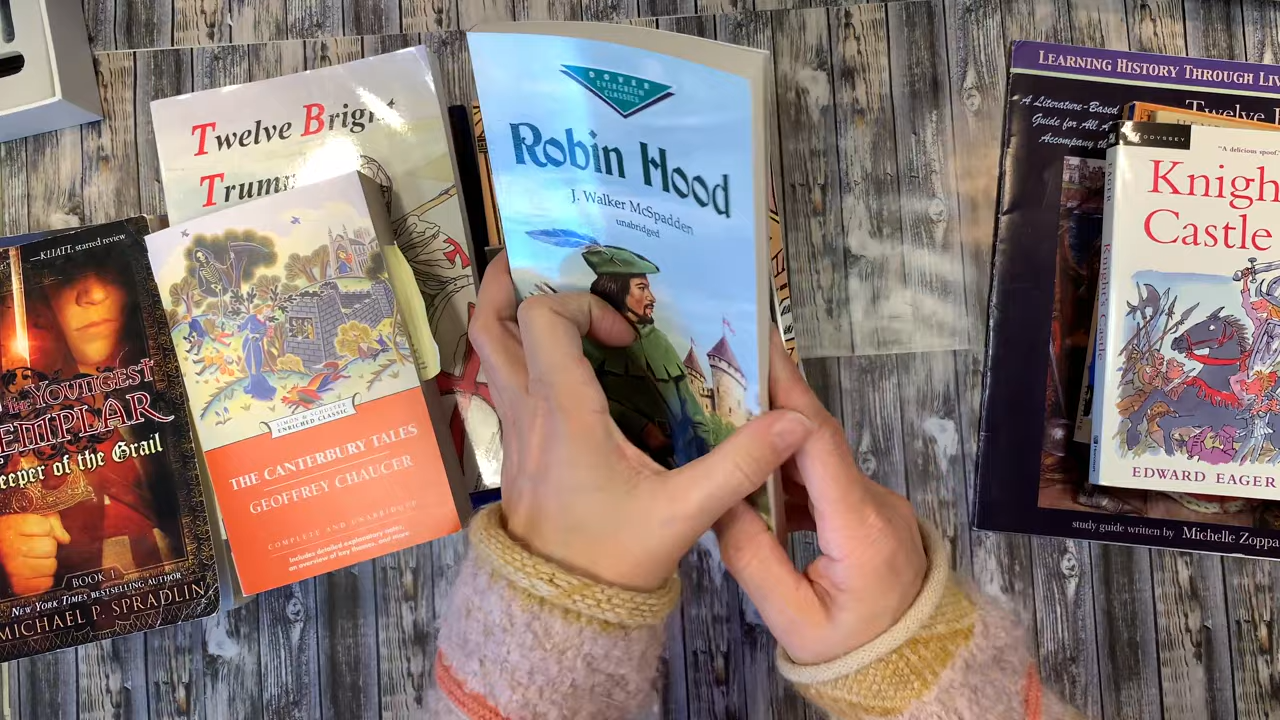 Twelve Bright
Trum
KLIATT, starred review
The Youngest
Templar
Keeper of the Grail
BOOK 1
New York Times BESTSELLING AUTHOR
MICHAEL P. SPRADLIN
SIMON & SCHUSTER
ENRICHED CLASSIC
THE CANTERBURY TALES
GEOFFREY CHAUCER
COMPLETE AND UNABRIDGED
Includes detailed explanatory notes,
an overview of key themes, and more
DOVER
EVERGREEN
CLASSICS
Robin Hood
J. Walker McSpadden
unabridged
LEARNING HISTORY THROUGH LIV
A Literature-Based
Guide for All A
Accompany th
Twelve
ODYSSEY
"A delicious spoof."
Knigh
Castle
Knight's Castle
EDWARD EAGER
study guide written by Michelle Zoppa